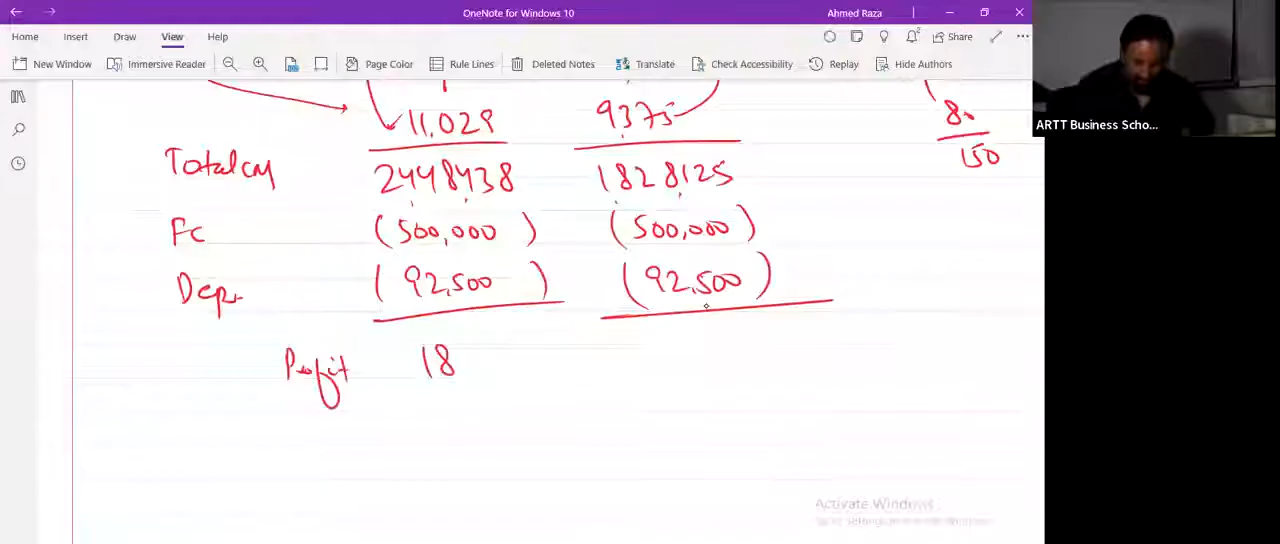 OneNote for Windows 10
Ahmed Raza
Home Insert Draw View Help
Share
New Window Immersive Reader Page Color Rule Lines Deleted Notes Translate Check Accessibility Replay Hide Authors
11,029 9375 80
Total CM 2448438 1828125 150
FC (500,000) (500,000)
Dep. (92,500) (92,500)
Profit 18
ARTT Business Scho...
Activate Windows